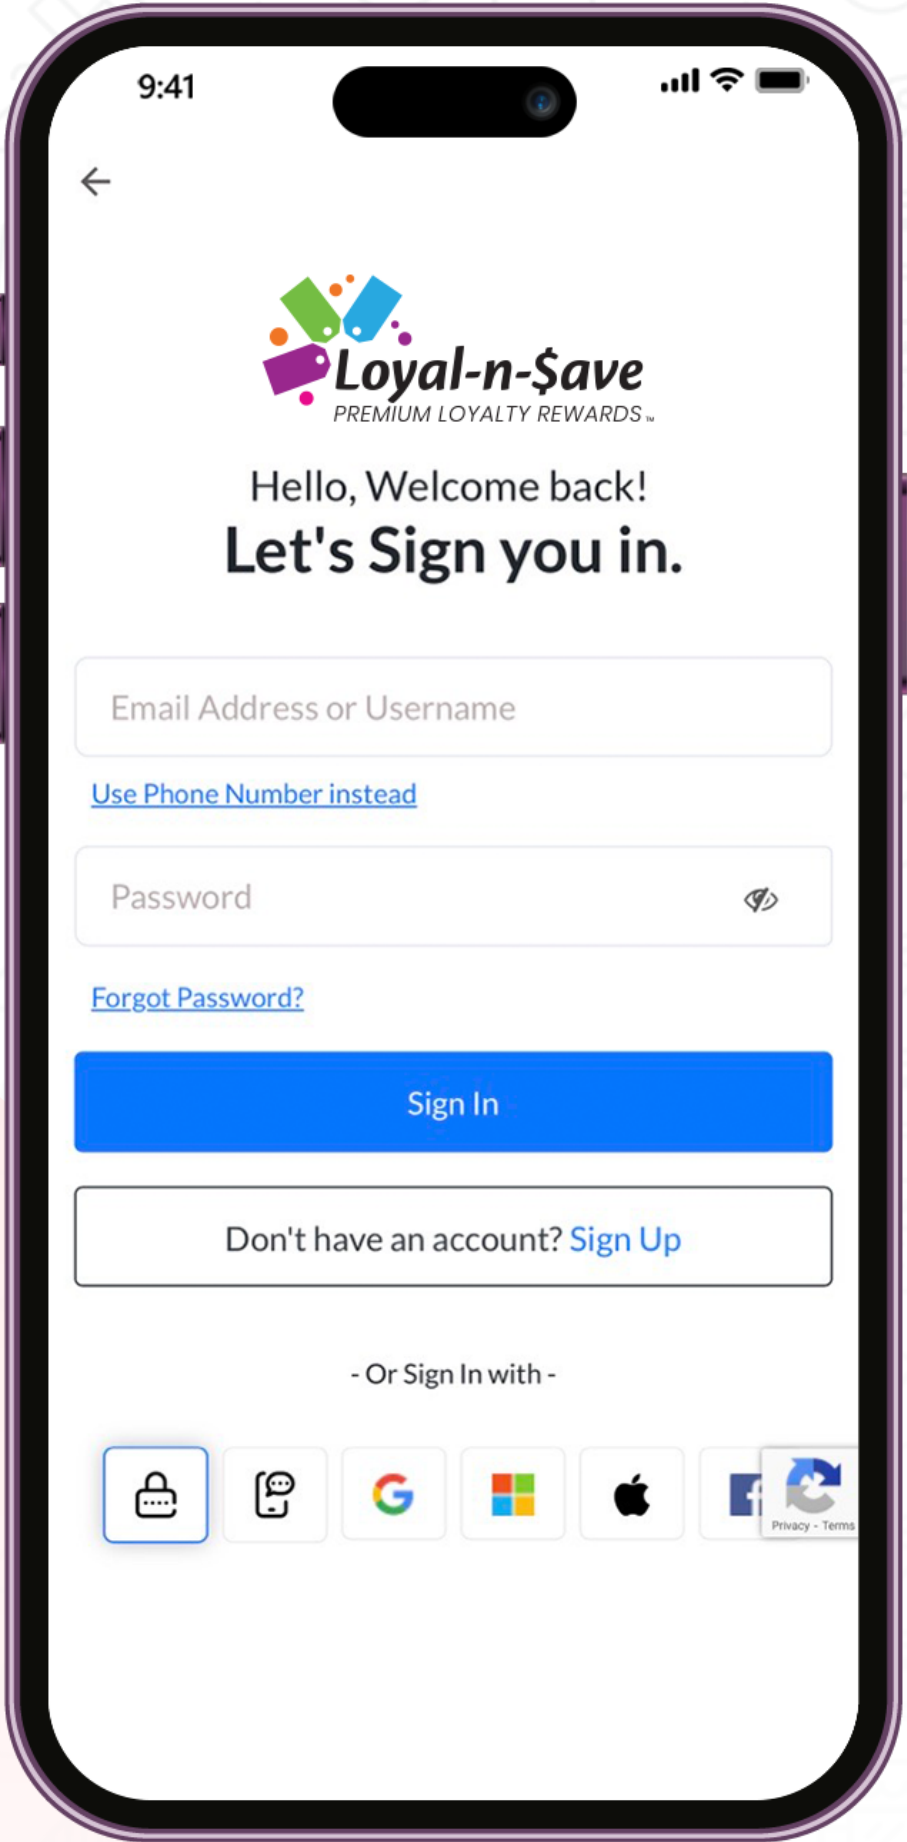 9:41
Loyal-n-$ave
PREMIUM LOYALTY REWARDS™
Hello, Welcome back!
Let's Sign you in.
Email Address or Username
Use Phone Number instead
Password
Forgot Password?
Sign In
Don't have an account? Sign Up
- Or Sign In with -
Privacy - Terms